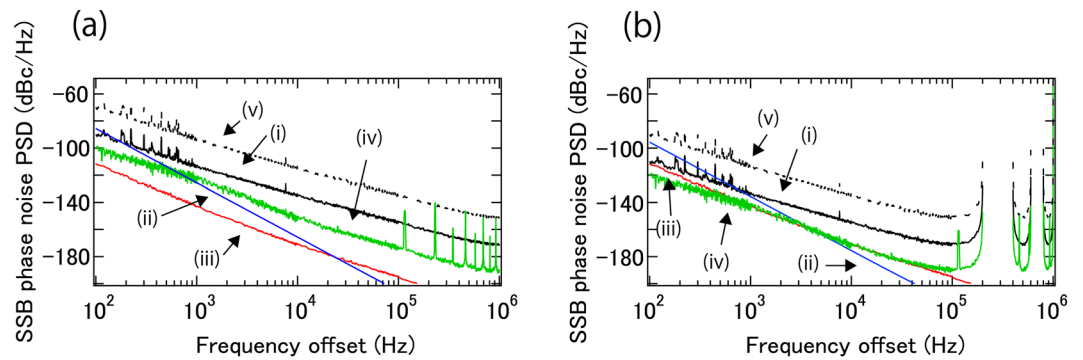 (a)
SSB phase noise PSD (dBc/Hz)
-60
-100
-140
-180
(v)
(i)
(iv)
(ii)
(iii)
10²
10³
10⁴
10⁵
10⁶
Frequency offset (Hz)
(b)
SSB phase noise PSD (dBc/Hz)
-60
-100
-140
-180
(v)
(i)
(iii)
(iv)
(ii)
10²
10³
10⁴
10⁵
10⁶
Frequency offset (Hz)